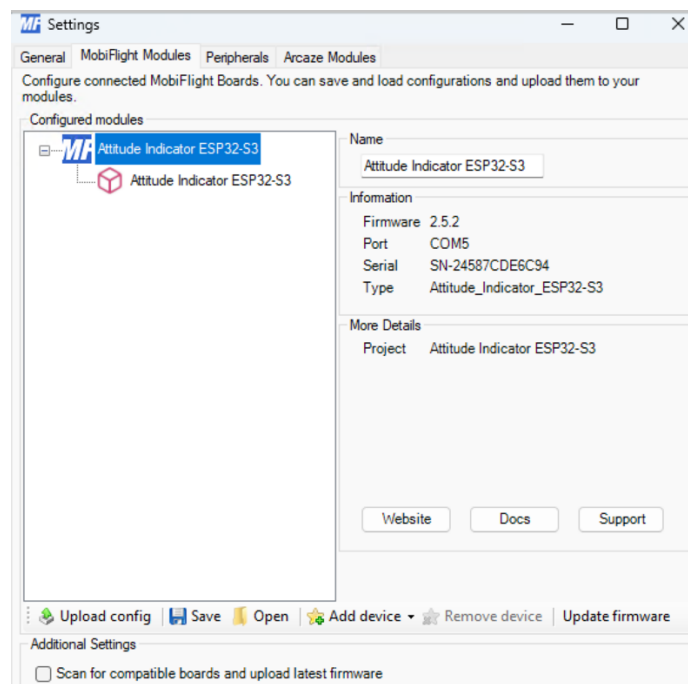 MF Settings
General MobiFlight Modules Peripherals Arcaze Modules
Configure connected MobiFlight Boards. You can save and load configurations and upload them to your
modules.
Configured modules
MF Attitude Indicator ESP32-S3
Attitude Indicator ESP32-S3
Name
Attitude Indicator ESP32-S3
Information
Firmware 2.5.2
Port COM5
Serial SN-24587CDE6C94
Type Attitude_Indicator_ESP32-S3
More Details
Project Attitude Indicator ESP32-S3
Website Docs Support
Upload config Save Open Add device Remove device Update firmware
Additional Settings
Scan for compatible boards and upload latest firmware